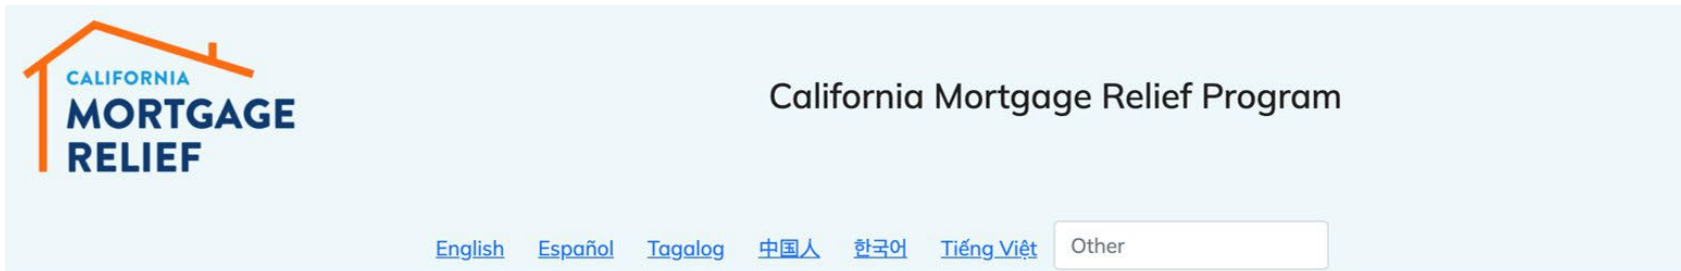 CALIFORNIA
MORTGAGE
RELIEF
California Mortgage Relief Program
English Español Tagalog 中国人 한국어 Tiếng Việt Other